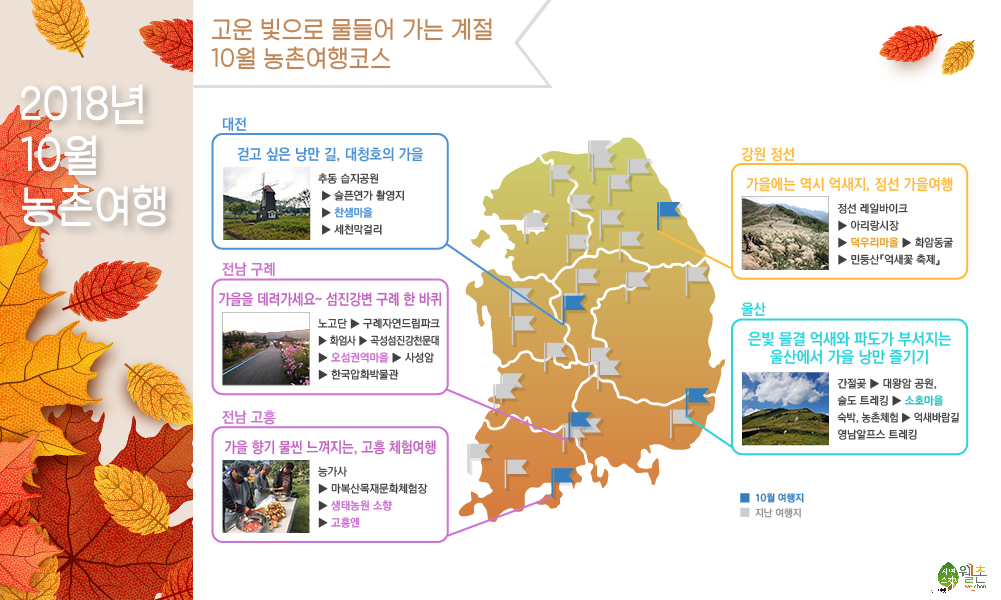 2018년
10월
농촌여행
고운 빛으로 물들어 가는 계절
10월 농촌여행코스
대전
걷고 싶은 낭만 길, 대청호의 가을
추동 습지공원
▶ 슬픈연가 촬영지
▶ 찬샘마을
▶ 세천막걸리
전남 구례
가을을 데려가세요~ 섬진강변 구례 한 바퀴
노고단 ▶ 구례자연드림파크
▶ 화엄사 ▶ 곡성섬진강천문대
▶ 오섬권역마을 ▶ 사성암
▶ 한국압화박물관
전남 고흥
가을 향기 물씬 느껴지는, 고흥 체험여행
능가사
▶ 마복산목재문화체험장
▶ 생태농원 소향
▶ 고흥엔
강원 정선
가을에는 역시 억새지, 정선 가을여행
정선 레일바이크
▶ 아리랑시장
▶ 덕우리마을 ▶ 화암동굴
▶ 민둥산「억새꽃 축제」
울산
은빛 물결 억새와 파도가 부서지는
울산에서 가을 낭만 즐기기
간절곶 ▶ 대왕암 공원,
슬도 트레킹 ▶ 소호마을
숙박, 농촌체험 ▶ 억새바람길
영남알프스 트레킹
10월 여행지
지난 여행지
웰촌